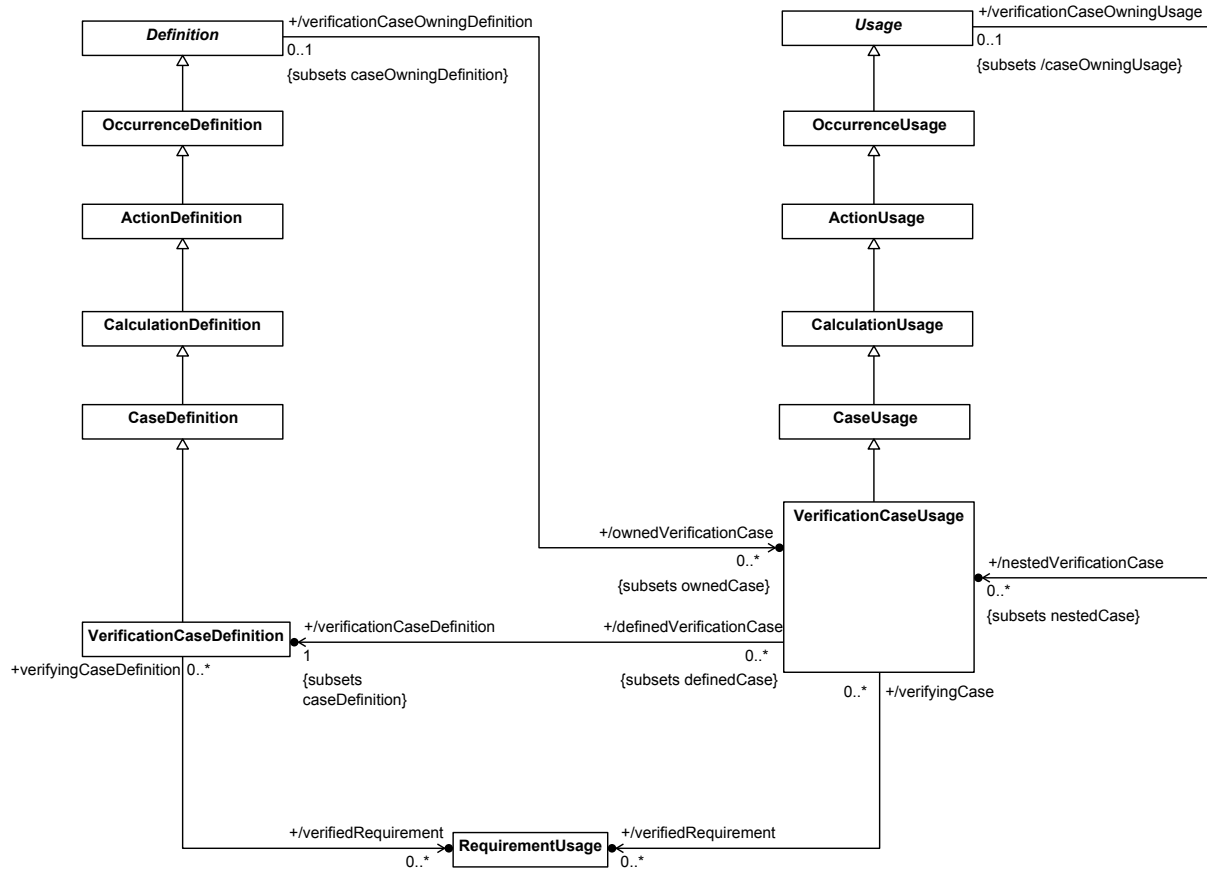 +/verificationCaseOwningDefinition
Definition
0..1
{subsets caseOwningDefinition}
+/verificationCaseOwningUsage
Usage
0..1
{subsets /caseOwningUsage}
OccurrenceDefinition
OccurrenceUsage
ActionDefinition
ActionUsage
CalculationDefinition
CalculationUsage
CaseDefinition
CaseUsage
VerificationCaseUsage
+/ownedVerificationCase
0..*
{subsets ownedCase}
+/nestedVerificationCase
0..*
{subsets nestedCase}
VerificationCaseDefinition
+/verificationCaseDefinition
1
{subsets
caseDefinition}
+/definedVerificationCase
0..*
{subsets definedCase}
+verifyingCaseDefinition
0..*
0..*
+/verifyingCase
+/verifiedRequirement
0..*
RequirementUsage
+/verifiedRequirement
0..*